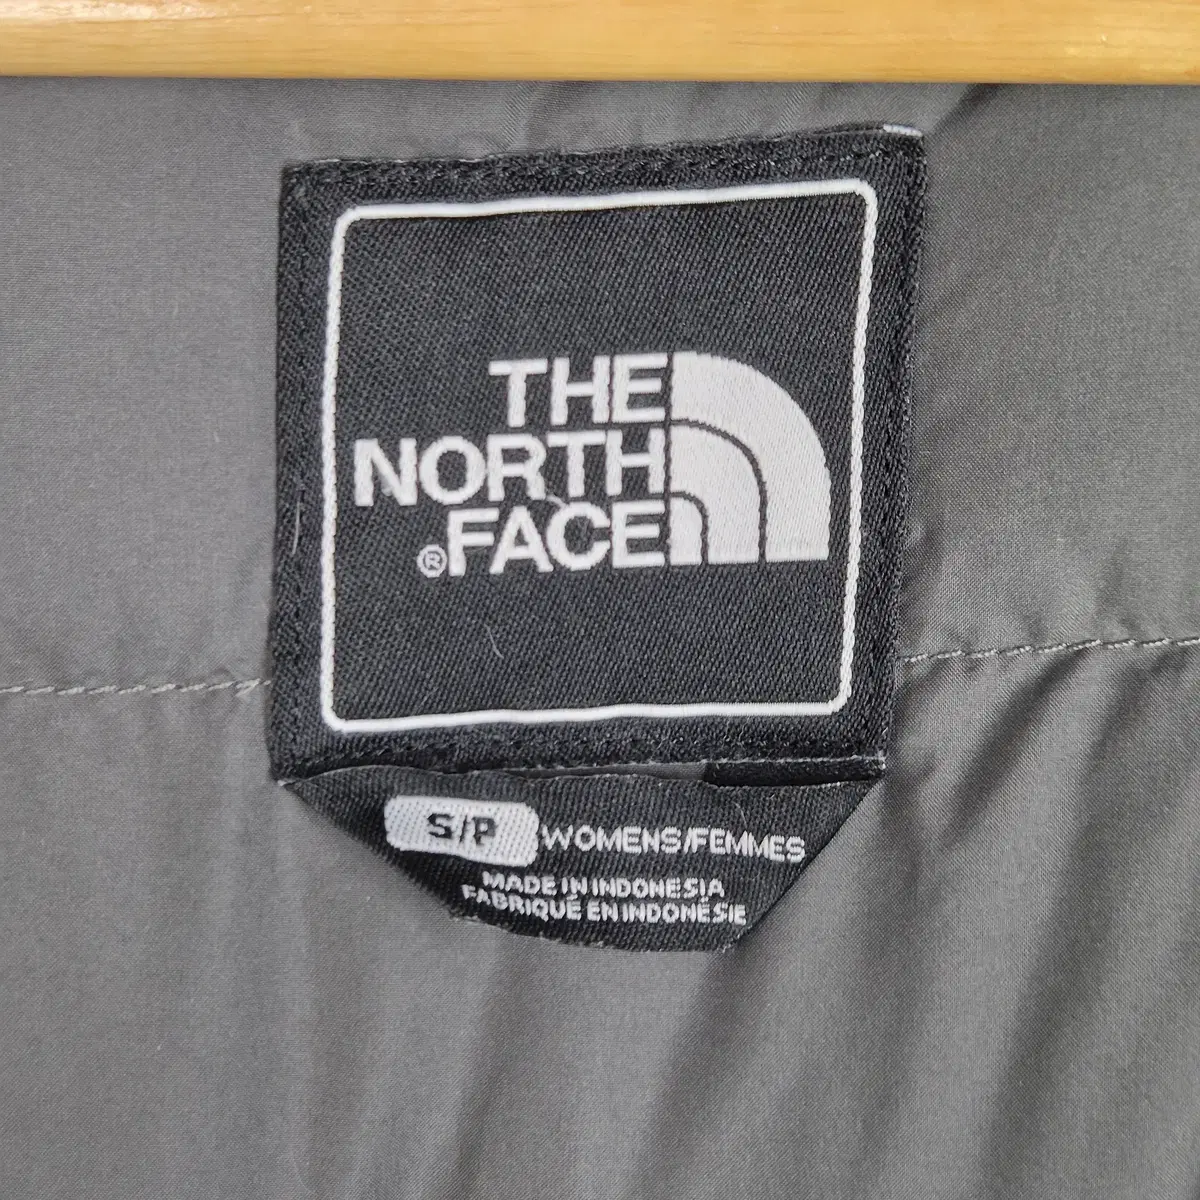 THE
NORTH
®FACE
S/P WOMENS/FEMMES
MADE IN INDONESIA
FABRIQUÉ EN INDONÉSIE